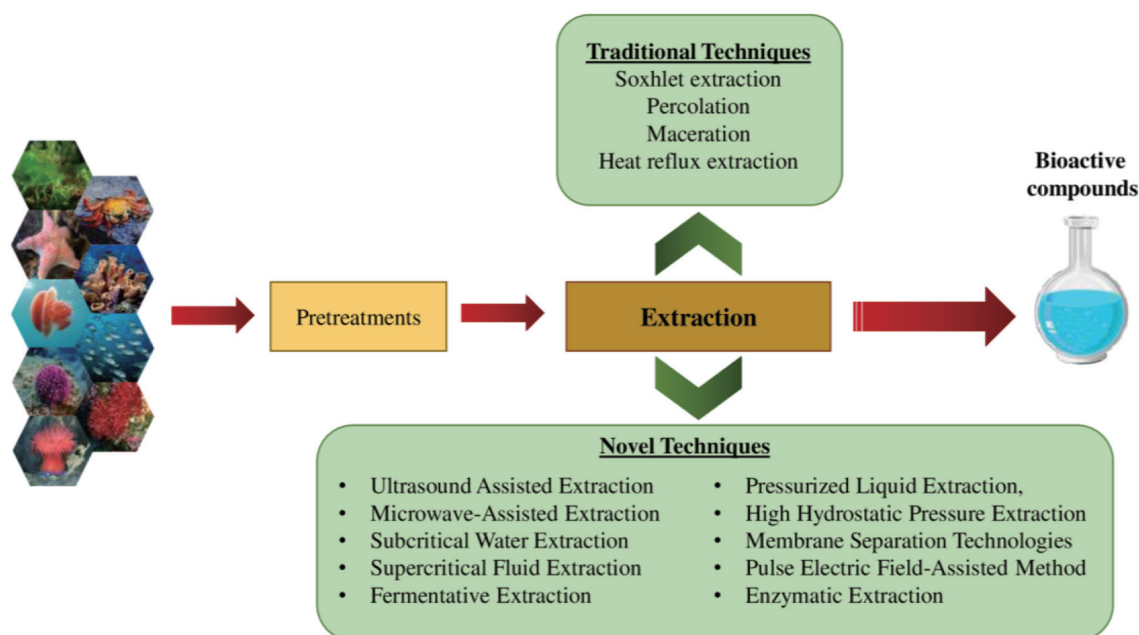 Traditional Techniques
Soxhlet extraction
Percolation
Maceration
Heat reflux extraction
Bioactive
compounds
Pretreatments
Extraction
Novel Techniques
• Ultrasound Assisted Extraction
• Microwave-Assisted Extraction
• Subcritical Water Extraction
• Supercritical Fluid Extraction
• Fermentative Extraction
• Pressurized Liquid Extraction,
• High Hydrostatic Pressure Extraction
• Membrane Separation Technologies
• Pulse Electric Field-Assisted Method
• Enzymatic Extraction